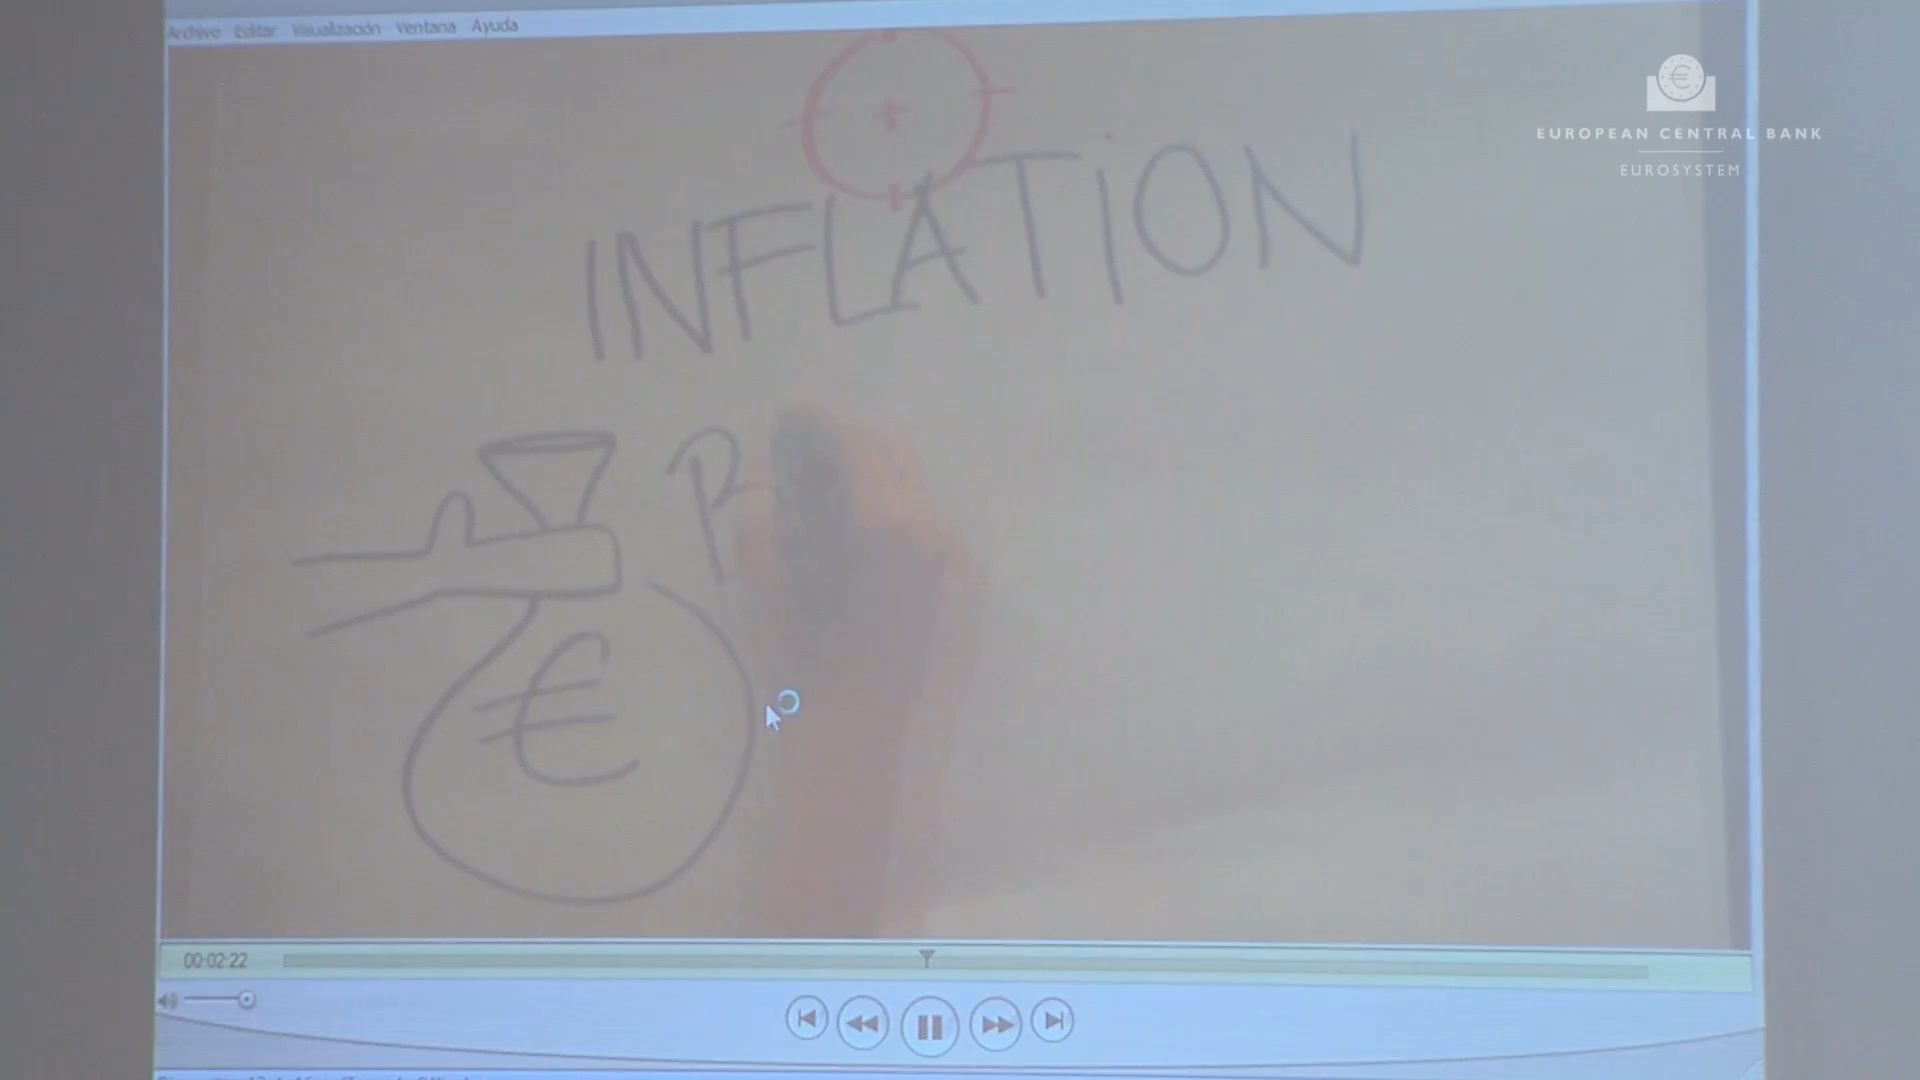 Archivo Editar Visualización Ventana Ayuda
EUROPEAN CENTRAL BANK
EUROSYSTEM
INFLATION
P
€
00:02:22